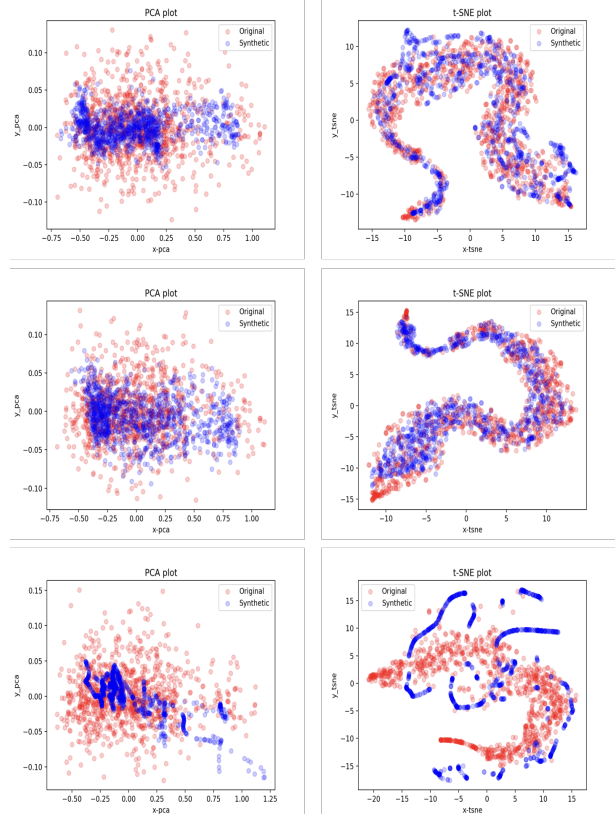 PCA plot
Original
Synthetic
0.10
0.05
0.00
−0.05
−0.10
y_pca
−0.75 −0.50 −0.25 0.00 0.25 0.50 0.75 1.00
x-pca
t-SNE plot
Original
Synthetic
10
5
0
−5
−10
y_tsne
−15 −10 −5 0 5 10 15
x-tsne
PCA plot
Original
Synthetic
0.10
0.05
0.00
−0.05
−0.10
y_pca
−0.75 −0.50 −0.25 0.00 0.25 0.50 0.75 1.00
x-pca
t-SNE plot
Original
Synthetic
15
10
5
0
−5
−10
−15
y_tsne
−10 −5 0 5 10
x-tsne
PCA plot
Original
Synthetic
0.15
0.10
0.05
0.00
−0.05
−0.10
y_pca
−0.50 −0.25 0.00 0.25 0.50 0.75 1.00 1.25
x-pca
t-SNE plot
Original
Synthetic
15
10
5
0
−5
−10
−15
y_tsne
−20 −15 −10 −5 0 5 10 15
x-tsne